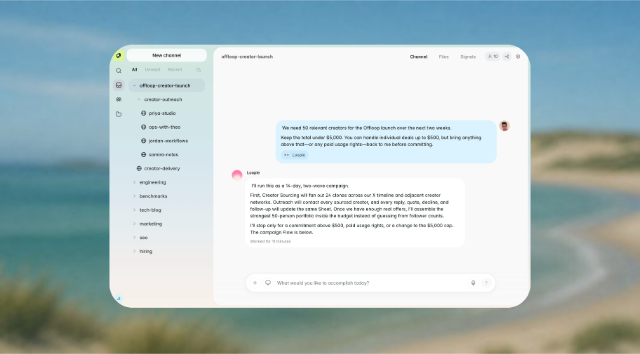 New channel
All
Unread
Recent
offloop-creator-launch
creator-outreach
priya-studio
ops-with-theo
jordan-workflows
samira-notes
creator-delivery
engineering
benchmarks
tech-blog
marketing
seo
hiring
offloop-creator-launch
Channel
Files
Signals
We need 50 relevant creators for the Offloop launch over the next two weeks.
Keep the total under $5,000. You can handle individual deals up to $500, but bring anything
above that—or any paid usage rights—back to me before committing.
Looper
I'll run this as a 14-day, two-wave campaign.
First, Creator Sourcing will fan out 24 clones across our X timeline and adjacent creator
networks. Outreach will contact every sourced creator, and every reply, quote, decline, and
follow-up will update the same Sheet. Once we have enough real offers, I'll assemble the
strongest 50-person portfolio inside the budget instead of guessing from follower counts.
I'll stop only for a commitment above $500, paid usage rights, or a change to the $5,000 cap.
The campaign Flow is below.
Worked for 11 minutes
What would you like to accomplish today?